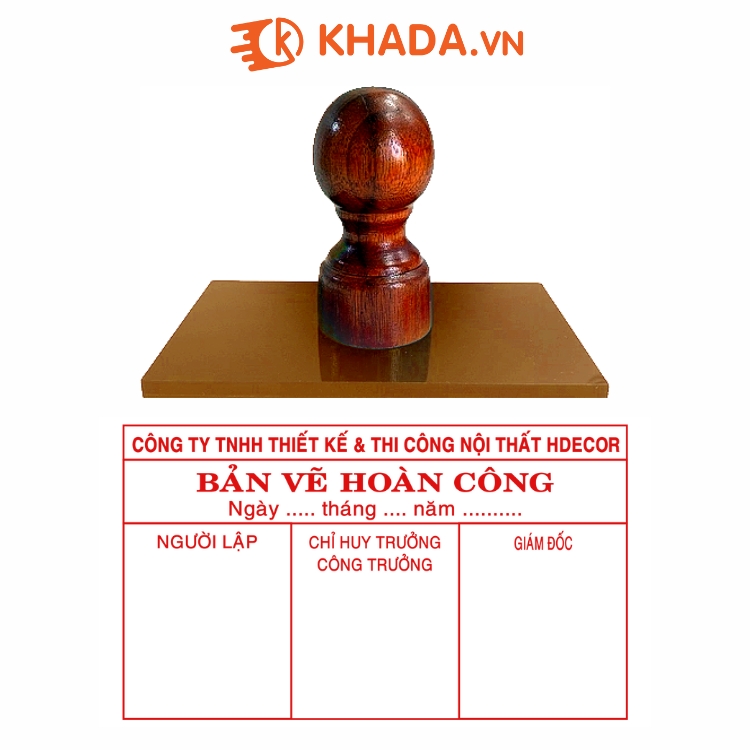 KHADA.VN
CÔNG TY TNHH THIẾT KẾ & THI CÔNG NỘI THẤT HDECOR
BẢN VẼ HOÀN CÔNG
Ngày ..... tháng .... năm ..........
NGƯỜI LẬP
CHỈ HUY TRƯỞNG
CÔNG TRƯỞNG
GIÁM ĐỐC